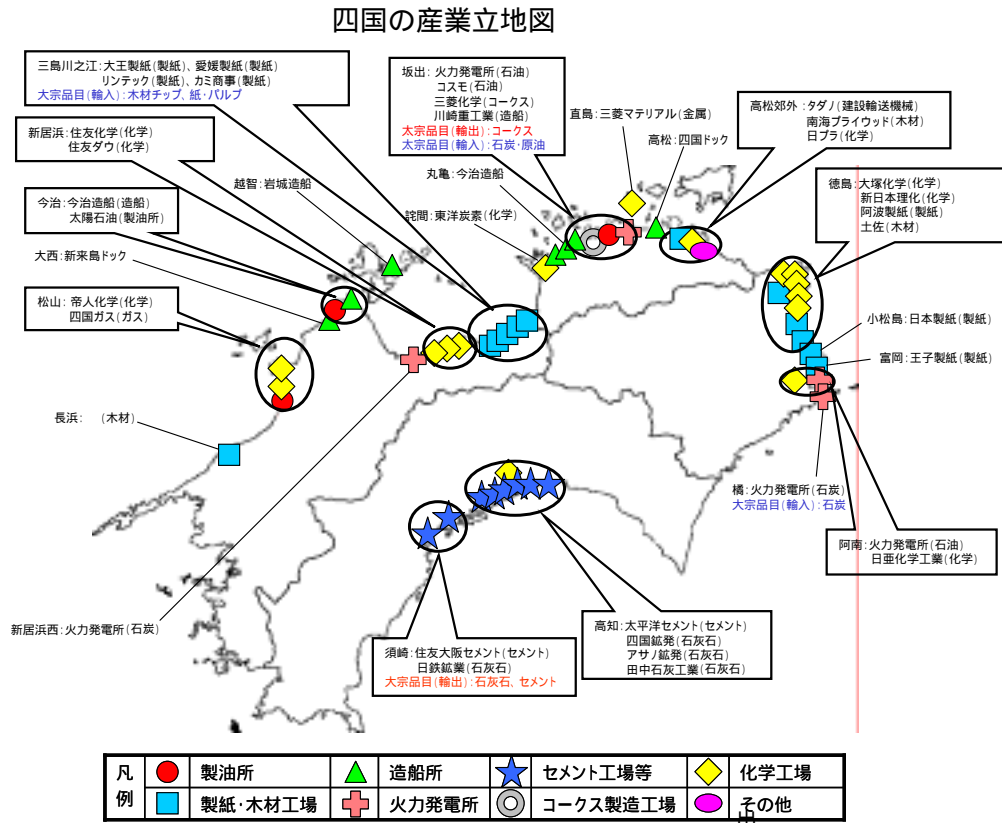 四国の産業立地図
三島川之江:大王製紙(製紙)、愛媛製紙(製紙)
リンテック(製紙)、カミ商事(製紙)
大宗品目(輸入):木材チップ、紙・パルプ
新居浜:住友化学(化学)
住友ダウ(化学)
今治:今治造船(造船)
太陽石油(製油所)
大西:新来島ドック
松山:帝人化学(化学)
四国ガス(ガス)
長浜: (木材)
越智:岩城造船
坂出:火力発電所(石油)
コスモ(石油)
三菱化学(コークス)
川崎重工業(造船)
大宗品目(輸出):コークス
大宗品目(輸入):石炭・原油
丸亀:今治造船
詫間:東洋炭素(化学)
直島:三菱マテリアル(金属)
高松:四国ドック
高松郊外:タダノ(建設輸送機械)
南海プライウッド(木材)
日プラ(化学)
徳島:大塚化学(化学)
新日本理化(化学)
阿波製紙(製紙)
土佐(木材)
小松島:日本製紙(製紙)
富岡:王子製紙(製紙)
橘:火力発電所(石炭)
大宗品目(輸入):石炭
阿南:火力発電所(石油)
日亜化学工業(化学)
新居浜西:火力発電所(石炭)
須崎:住友大阪セメント(セメント)
日鉄鉱業(石灰石)
大宗品目(輸出):石灰石、セメント
高知:太平洋セメント(セメント)
四国鉱発(石灰石)
アサノ鉱発(石灰石)
田中石灰工業(石灰石)
凡例
製油所 造船所 セメント工場等 化学工場
製紙・木材工場 火力発電所 コークス製造工場 その他